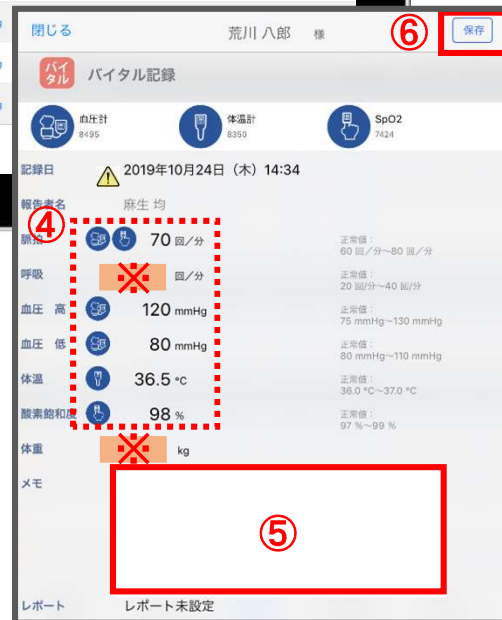 閉じる 荒川 八郎 様 ⑥ 保存
バイタル バイタル記録
血圧計 8495 体温計 8350 SpO2 7424
記録日 2019年10月24日（木）14:34
報告者名 麻生 均
④
脈拍 70 回／分 正常値： 60 回／分〜80 回／分
呼吸 ※ 回／分 正常値： 20 回/分〜40 回/分
血圧 高 120 mmHg 正常値： 75 mmHg〜130 mmHg
血圧 低 80 mmHg 正常値： 80 mmHg〜110 mmHg
体温 36.5 ℃ 正常値： 36.0 ℃〜37.0 ℃
酸素飽和度 98 % 正常値： 97 %〜99 %
体重 ※ kg
メモ
⑤
レポート レポート未設定